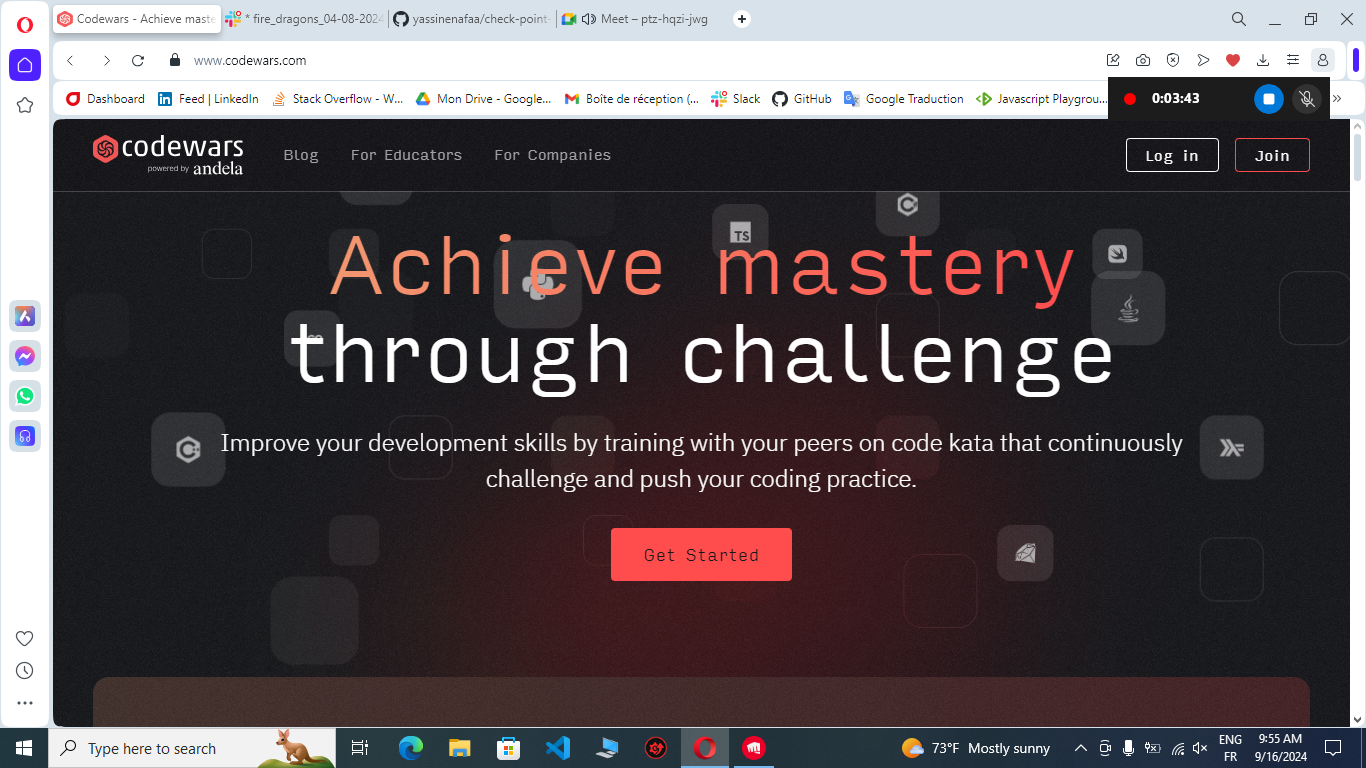 Codewars - Achieve maste
* fire_dragons_04-08-2024
yassinenafaa/check-point-
Meet – ptz-hqzi-jwg
www.codewars.com
Dashboard
Feed | LinkedIn
Stack Overflow - W...
Mon Drive - Google...
Boîte de réception (...
Slack
GitHub
Google Traduction
Javascript Playgrou...
0:03:43
codewars
powered by andela
Blog
For Educators
For Companies
Log in
Join
TS
Achieve mastery
through challenge
Improve your development skills by training with your peers on code kata that continuously
challenge and push your coding practice.
Get Started
Type here to search
73°F Mostly sunny
ENG
FR
9:55 AM
9/16/2024